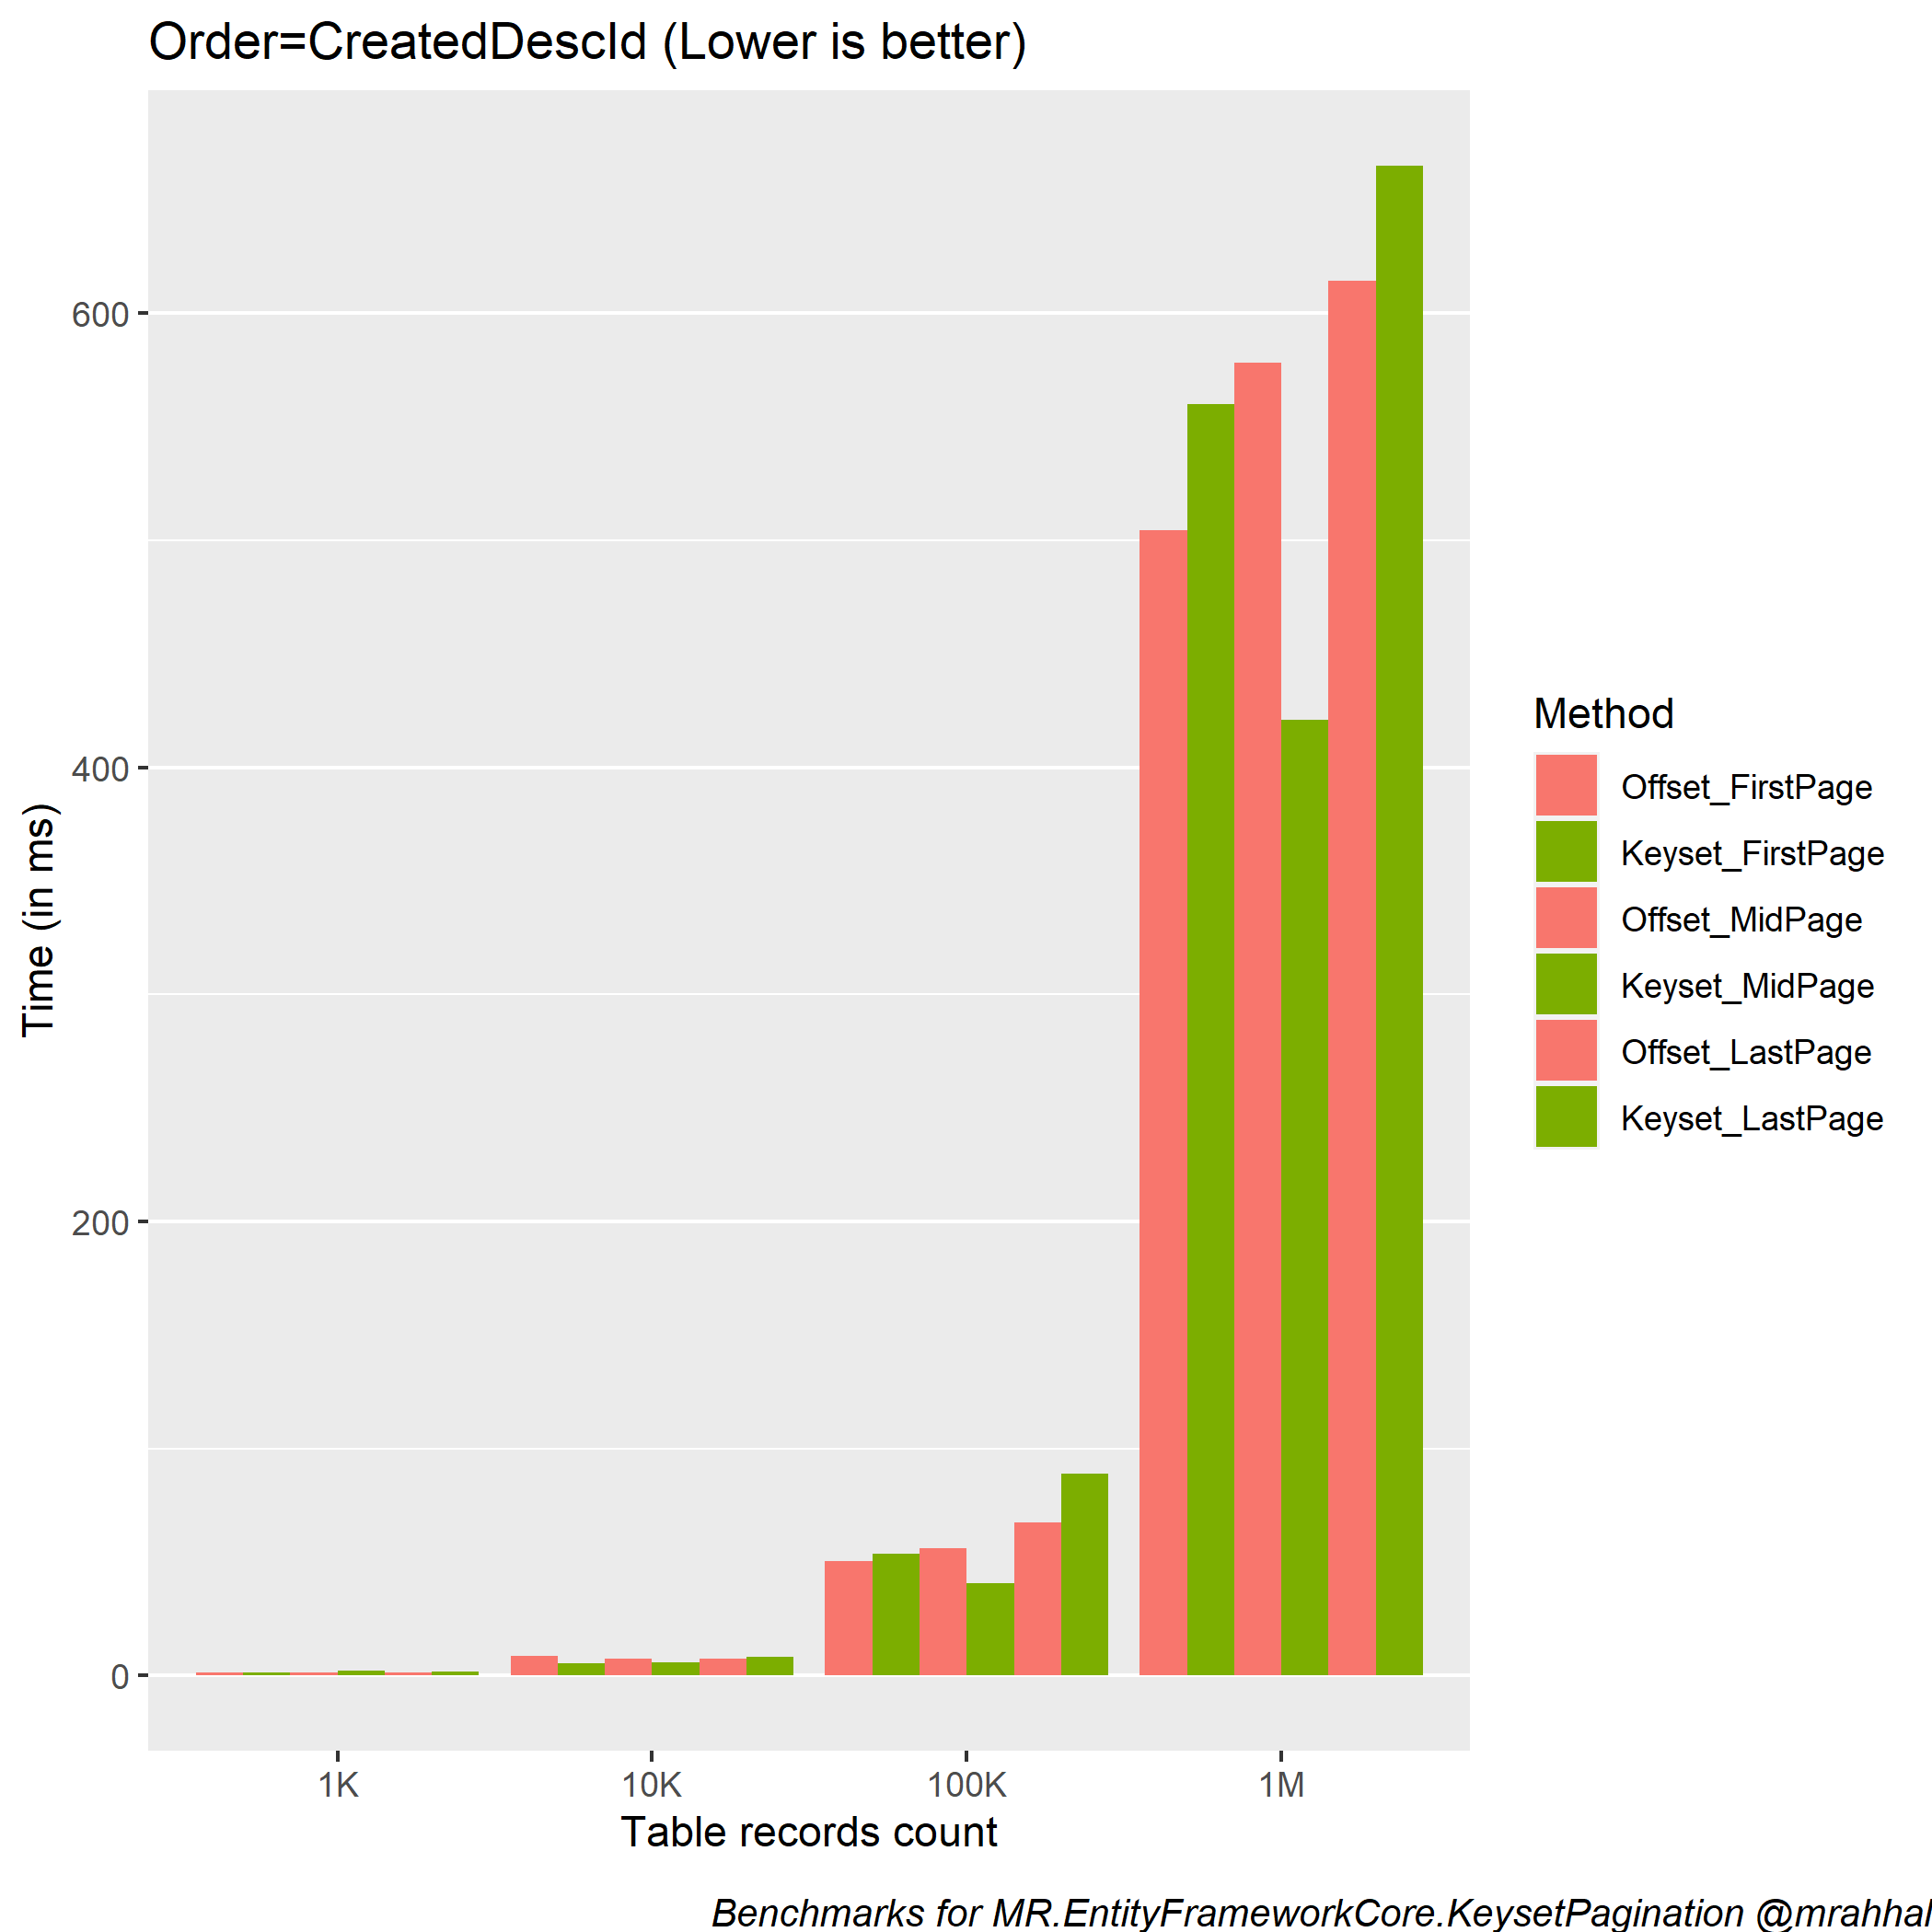 Order=CreatedDescId (Lower is better)
600
400
200
0
Time (in ms)
1K
10K
100K
1M
Table records count
Method
Offset_FirstPage
Keyset_FirstPage
Offset_MidPage
Keyset_MidPage
Offset_LastPage
Keyset_LastPage
Benchmarks for MR.EntityFrameworkCore.KeysetPagination @mrahhal